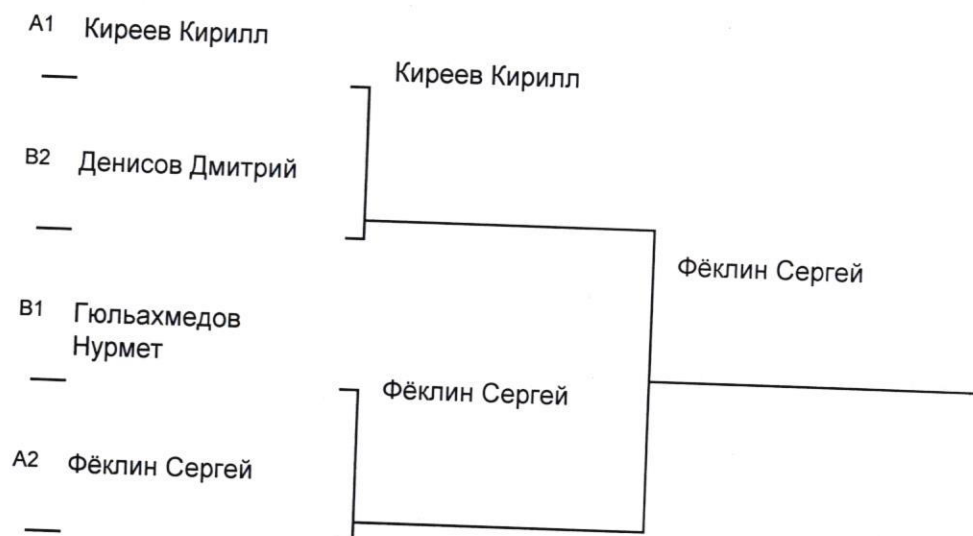 A1 Киреев Кирилл
Киреев Кирилл
B2 Денисов Дмитрий
Фёклин Сергей
B1 Гюльахмедов
Нурмет
Фёклин Сергей
A2 Фёклин Сергей